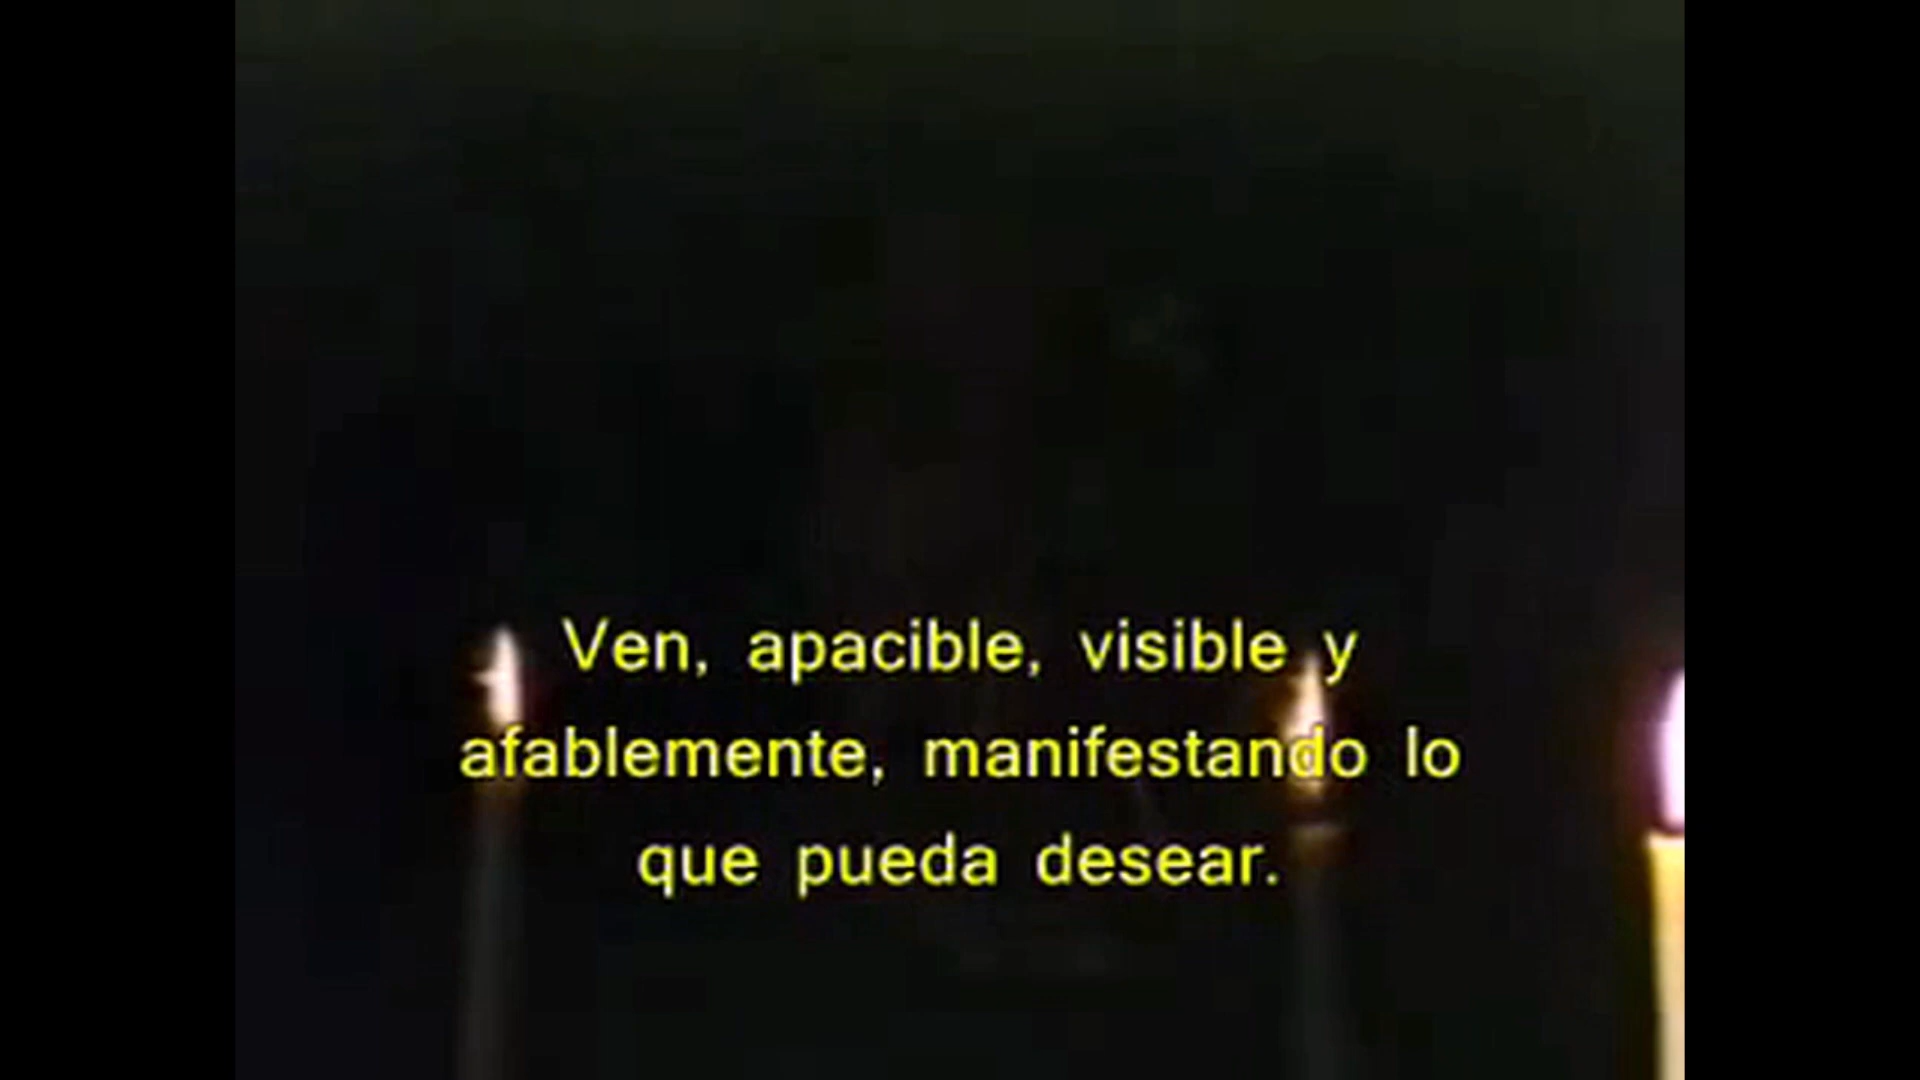 Ven, apacible, visible y
afablemente, manifestando lo
que pueda desear.